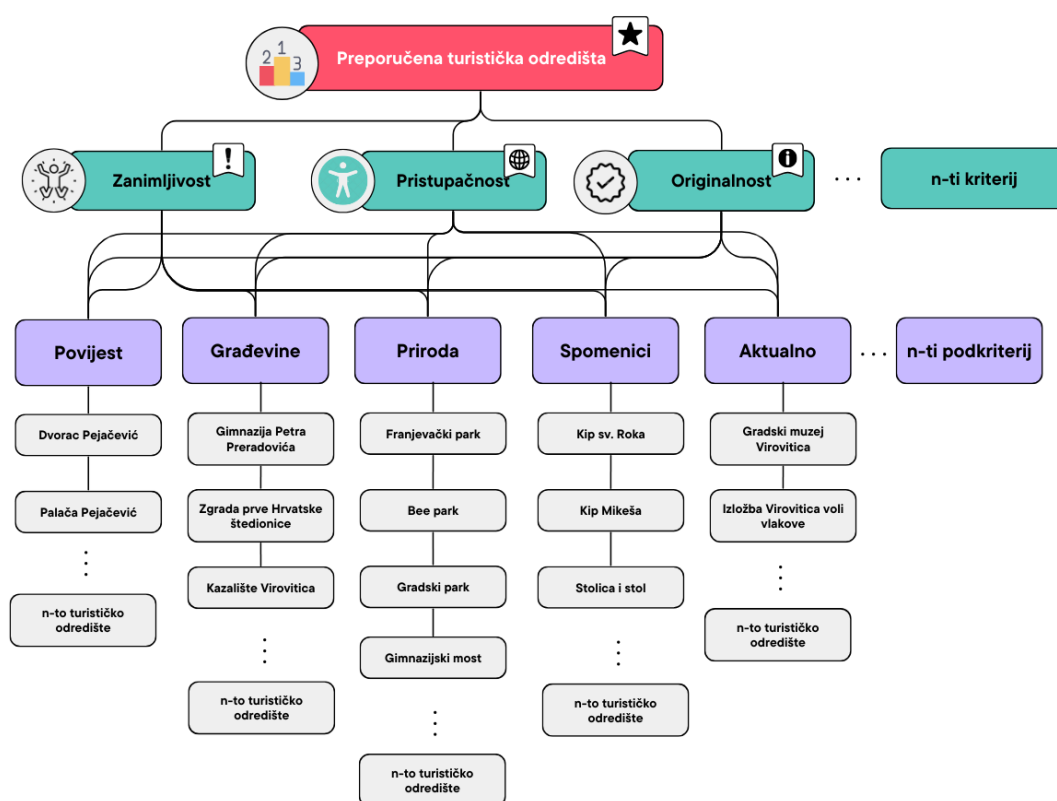 2 1 3
Preporučena turistička odredišta
Zanimljivost
!
Pristupačnost
Originalnost
i
...
n-ti kriterij
Povijest
Građevine
Priroda
Spomenici
Aktualno
...
n-ti podkriterij
Dvorac Pejačević
Palača Pejačević
n-to turističko
odredište
Gimnazija Petra
Preradovića
Zgrada prve Hrvatske
štedionice
Kazalište Virovitica
n-to turističko
odredište
Franjevački park
Bee park
Gradski park
Gimnazijski most
n-to turističko
odredište
Kip sv. Roka
Kip Mikeša
Stolica i stol
n-to turističko
odredište
Gradski muzej
Virovitica
Izložba Virovitica voli
vlakove
n-to turističko
odredište